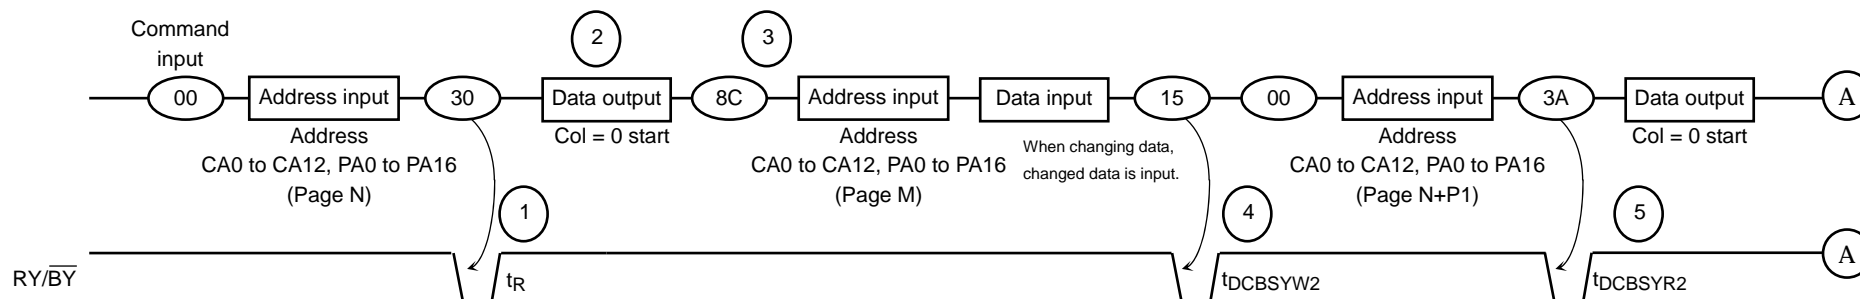 Command
input
2
3
00 Address input 30 Data output 8C Address input Data input 15 00 Address input 3A Data output A
Address
CA0 to CA12, PA0 to PA16
(Page N)
Col = 0 start
Address
CA0 to CA12, PA0 to PA16
(Page M)
When changing data,
changed data is input.
Address
CA0 to CA12, PA0 to PA16
(Page N+P1)
Col = 0 start
1
4
5
RY/BY
tR
tDCBSYW2
tDCBSYR2
A